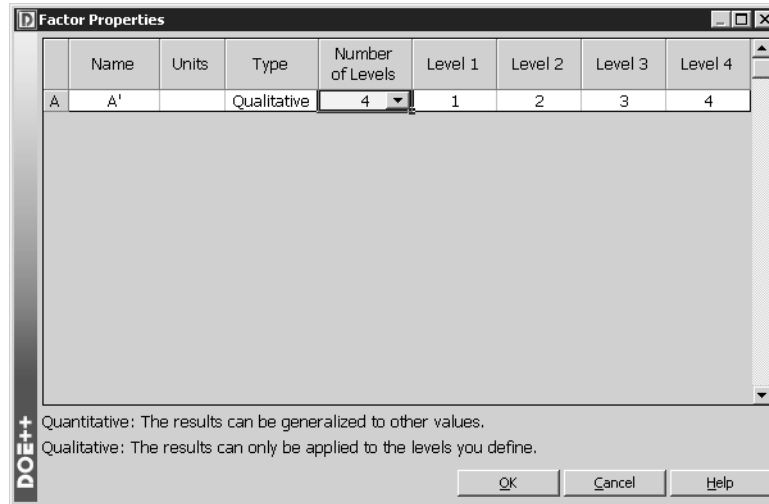 Factor Properties
Name Units Type Number of Levels Level 1 Level 2 Level 3 Level 4
A A' Qualitative 4 1 2 3 4
Quantitative: The results can be generalized to other values.
Qualitative: The results can only be applied to the levels you define.
DOE++
OK Cancel Help